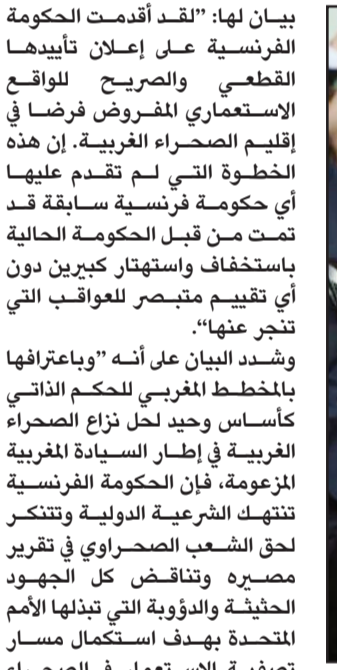 بيان لها: ”لقد أقدمت الحكومة
الفرنسية على إعلان تأييدها
القطعي والصريح للواقع
الاستعماري المفروض فرضا في
إقليم الصحراء الغربية. إن هذه
الخطوة التي لم تقدم عليها
أي حكومة فرنسية سابقة قد
تمت من قبل الحكومة الحالية
باستخفاف واستهتار كبيرين دون
أي تقييم متبصر للعواقب التي
تنجر عنها“.
وشدد البيان على أنه ”وباعترافها
بالمخطط المغربي للحكم الذاتي
كأساس وحيد لحل نزاع الصحراء
الغربية في إطار السيادة المغربية
المزعومة، فإن الحكومة الفرنسية
تنتهك الشرعية الدولية وتتنكر
لحق الشعب الصحراوي في تقرير
مصيره وتناقض كل الجهود
الحثيثة والدؤوبة التي تبذلها الأمم
المتحدة بهدف استكمال مسار
تصفية الاستعمار في الصحراء